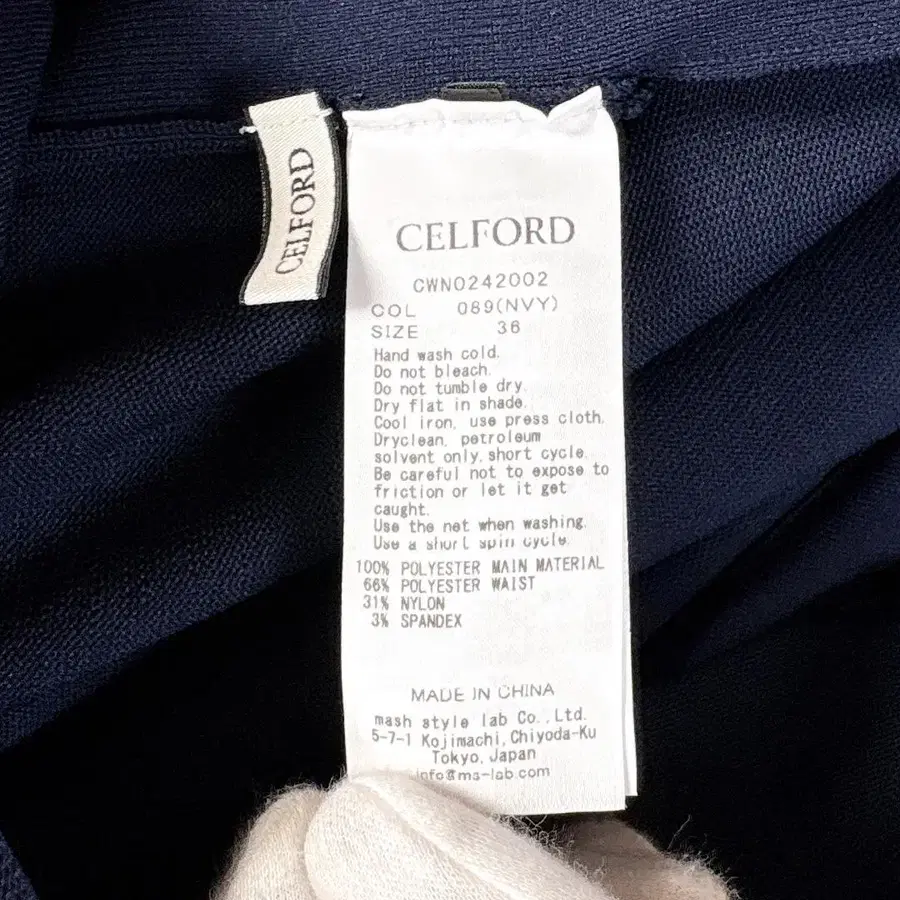 CELFORD
CELFORD
CWNO242002
COL 089(NVY)
SIZE 36
Hand wash cold.
Do not bleach.
Do not tumble dry.
Dry flat in shade.
Cool iron, use press cloth.
Dryclean, petroleum
solvent only, short cycle.
Be careful not to expose to
friction or let it get
caught.
Use the net when washing.
Use a short spin cycle.
100% POLYESTER MAIN MATERIAL
66% POLYESTER WAIST
31% NYLON
3% SPANDEX
MADE IN CHINA
mash style lab Co., Ltd.
5-7-1 Kojimachi, Chiyoda-Ku
Tokyo, Japan
info@ms-lab.com